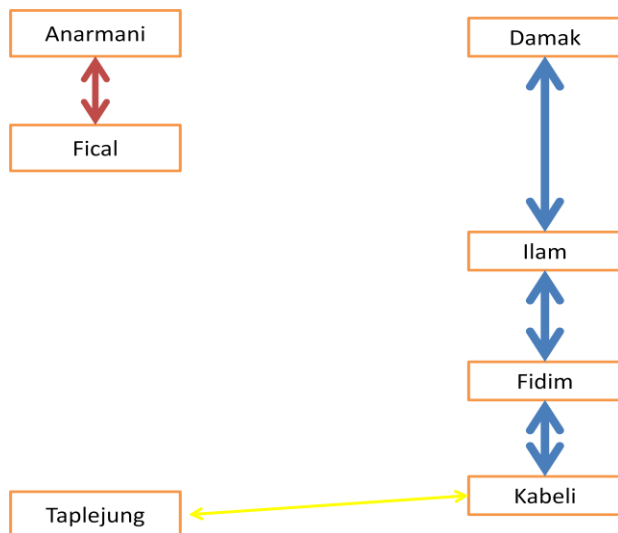 Anarmani
Damak
Fical
Ilam
Fidim
Kabeli
Taplejung